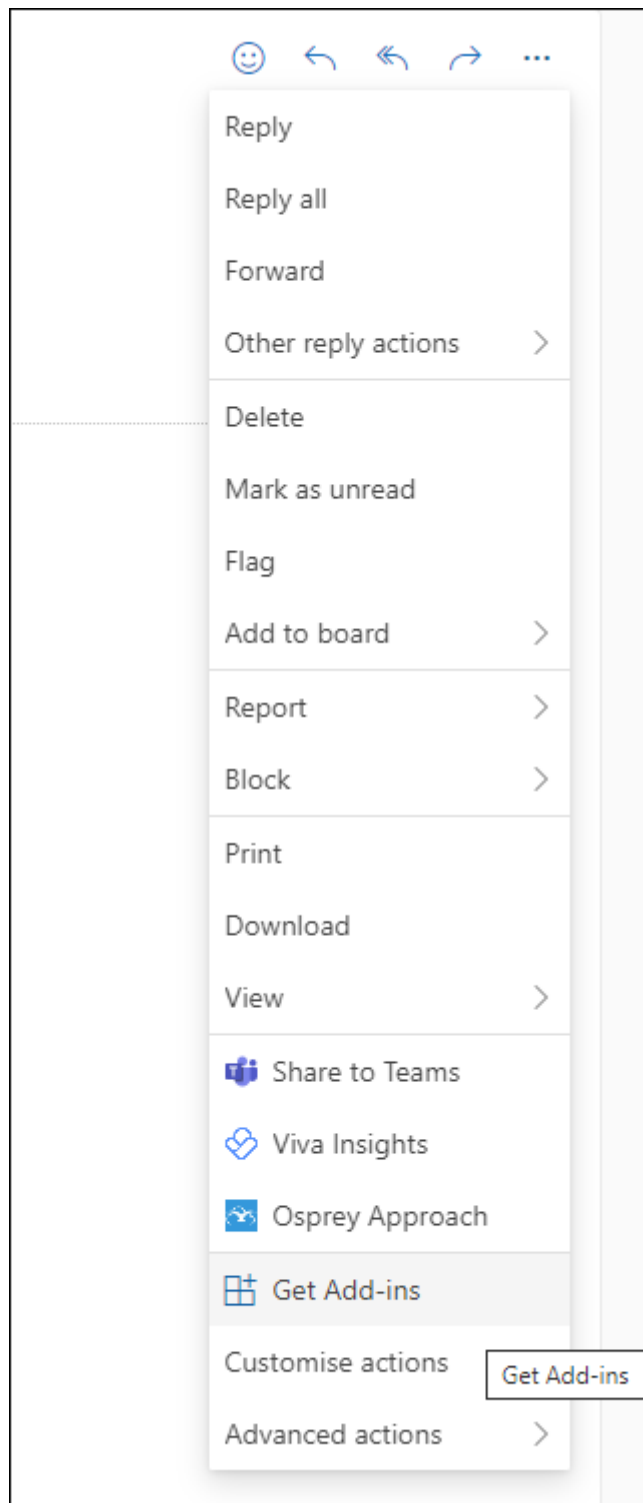 Reply
Reply all
Forward
Other reply actions
Delete
Mark as unread
Flag
Add to board
Report
Block
Print
Download
View
Share to Teams
Viva Insights
Osprey Approach
Get Add-ins
Customise actions
Get Add-ins
Advanced actions